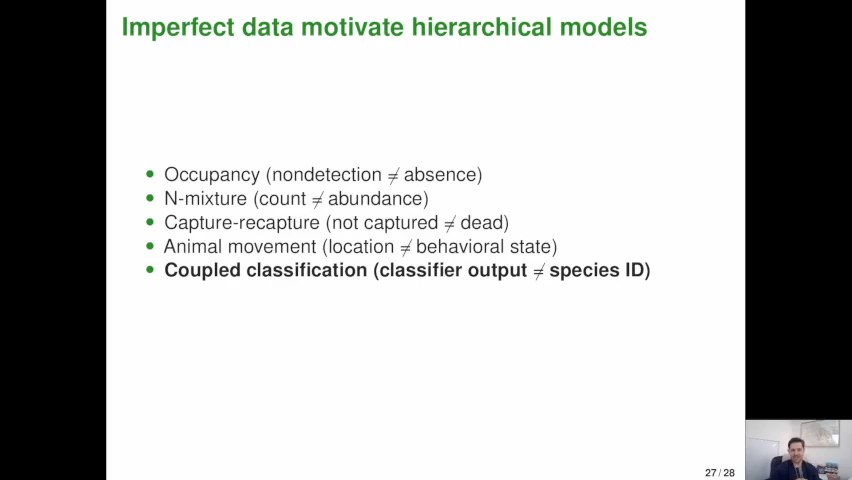 Imperfect data motivate hierarchical models
• Occupancy (nondetection ≠ absence)
• N-mixture (count ≠ abundance)
• Capture-recapture (not captured ≠ dead)
• Animal movement (location ≠ behavioral state)
• Coupled classification (classifier output ≠ species ID)
27 / 28